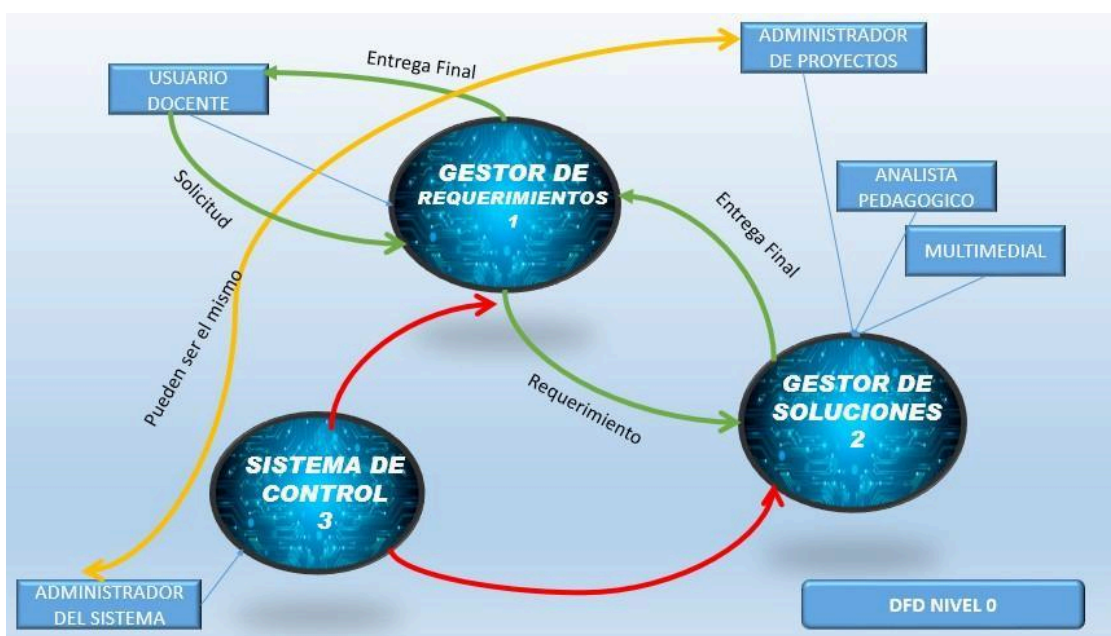 ADMINISTRADOR
DE PROYECTOS
Entrega Final
USUARIO
DOCENTE
GESTOR DE
REQUERIMIENTOS
1
ANALISTA
PEDAGOGICO
Solicitud
Entrega Final
MULTIMEDIAL
Pueden ser el mismo
Requerimiento
GESTOR DE
SOLUCIONES
2
SISTEMA DE
CONTROL
3
ADMINISTRADOR
DEL SISTEMA
DFD NIVEL 0